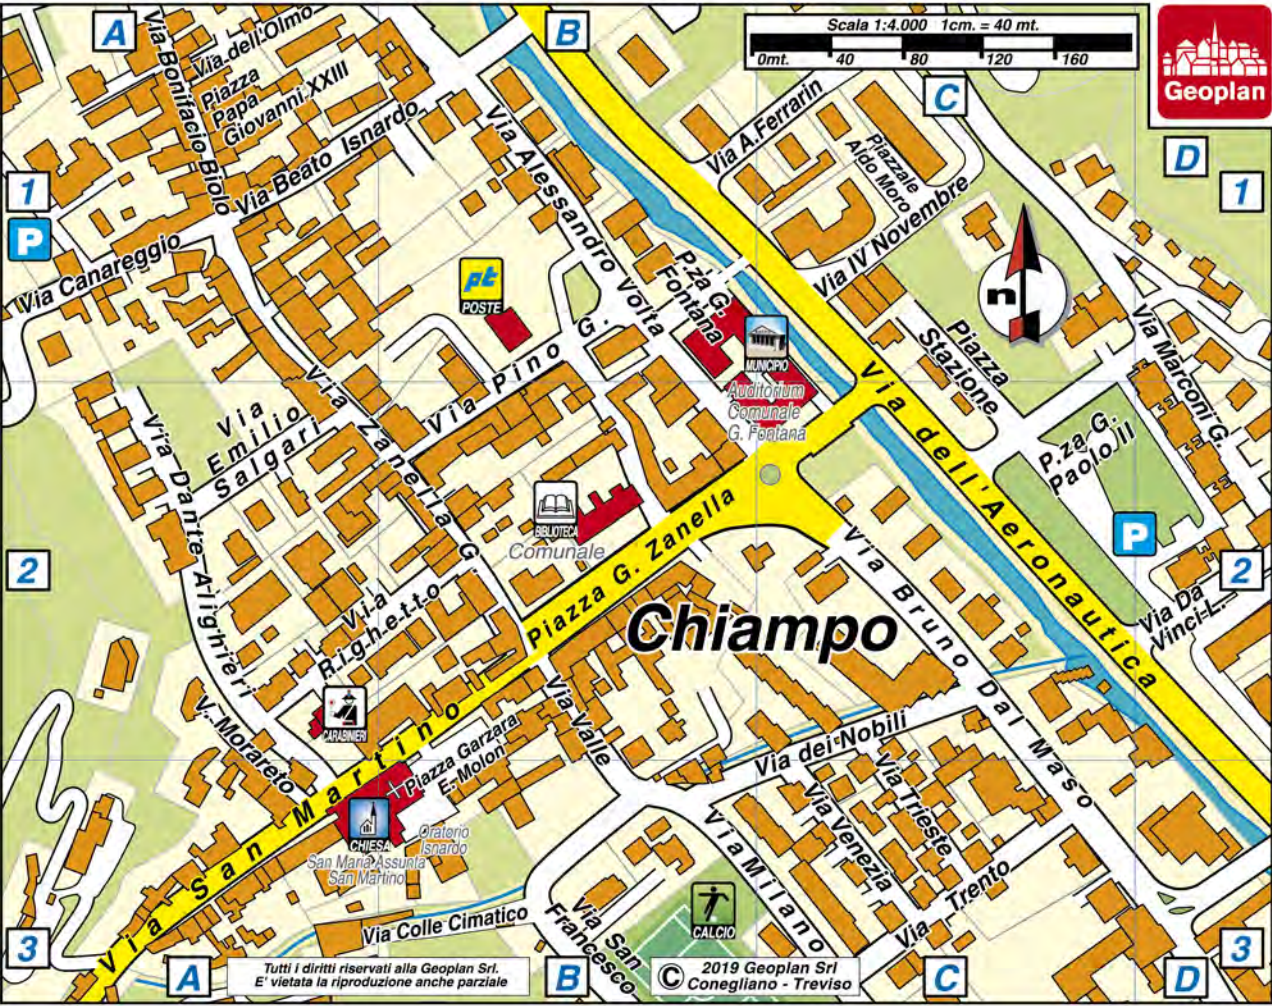 A
B
Scala 1:4.000 1cm. = 40 mt.
0mt. 40 80 120 160
Geoplan
C
D
1
1
P
Via Bonifacio Biolo
Via dell'Olmo
Piazza
Papa
Giovanni XXIII
Via Beato Isnardo
Via Canareggio
Via Alessandro Volta
Via A.Ferrarin
Piazzale
Aldo Moro
Via IV Novembre
P.za G.
Fontana
n
pt
POSTE
MUNICIPIO
Auditorium
Comunale
G. Fontana
Piazza
Stazione
Via Marconi G.
Via Pino G.
Via Zanella G.
Via
Emilio
Salgari
Via Dante Alighieri
Via dell'Aeronautica
P.za G.
Paolo II
P
2
2
BIBLIOTECA
Comunale
Piazza G. Zanella
Via
Righetto
Chiampo
Via Bruno Dal Maso
Via Da
Vinci L.
V. Morareto
CARABINIERI
Via San Martino
Piazza Garzara
E. Molon
Via Valle
Via dei Nobili
Via Trieste
Via Venezia
Via Milano
Via Trento
CHIESA
San Maria Assunta
San Martino
Oratorio
Isnardo
Via Colle Cimatico
Via San
Francesco
CALCIO
3
3
A
Tutti i diritti riservati alla Geoplan Srl.
E' vietata la riproduzione anche parziale
B
© 2019 Geoplan Srl
Conegliano - Treviso
C
D